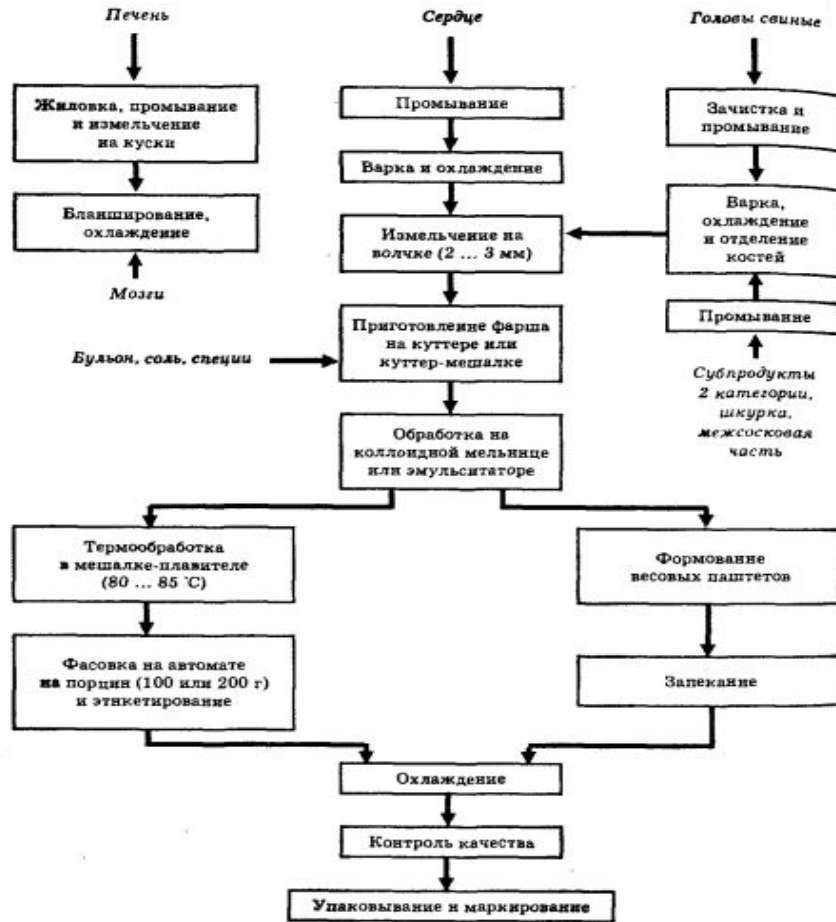 Печень
Жиловка, промывание
и измельчение
на куски
Бланширование,
охлаждение
Мозги
Сердце
Промывание
Варка и охлаждение
Измельчение на
волчке (2 ... 3 мм)
Головы свиные
Зачистка и
промывание
Варка,
охлаждение
и отделение
костей
Промывание
Субпродукты
2 категории,
шкурка,
межсосковая
часть
Бульон, соль, специи
Приготовление фарша
на куттере или
куттер-мешалке
Обработка на
коллоидной мельнице
или эмульситаторе
Термообработка
в мешалке-плавителе
(80 ... 85 °С)
Фасовка на автомате
на порции (100 или 200 г)
и этикетирование
Формование
весовых паштетов
Запекание
Охлаждение
Контроль качества
Упаковывание и маркирование